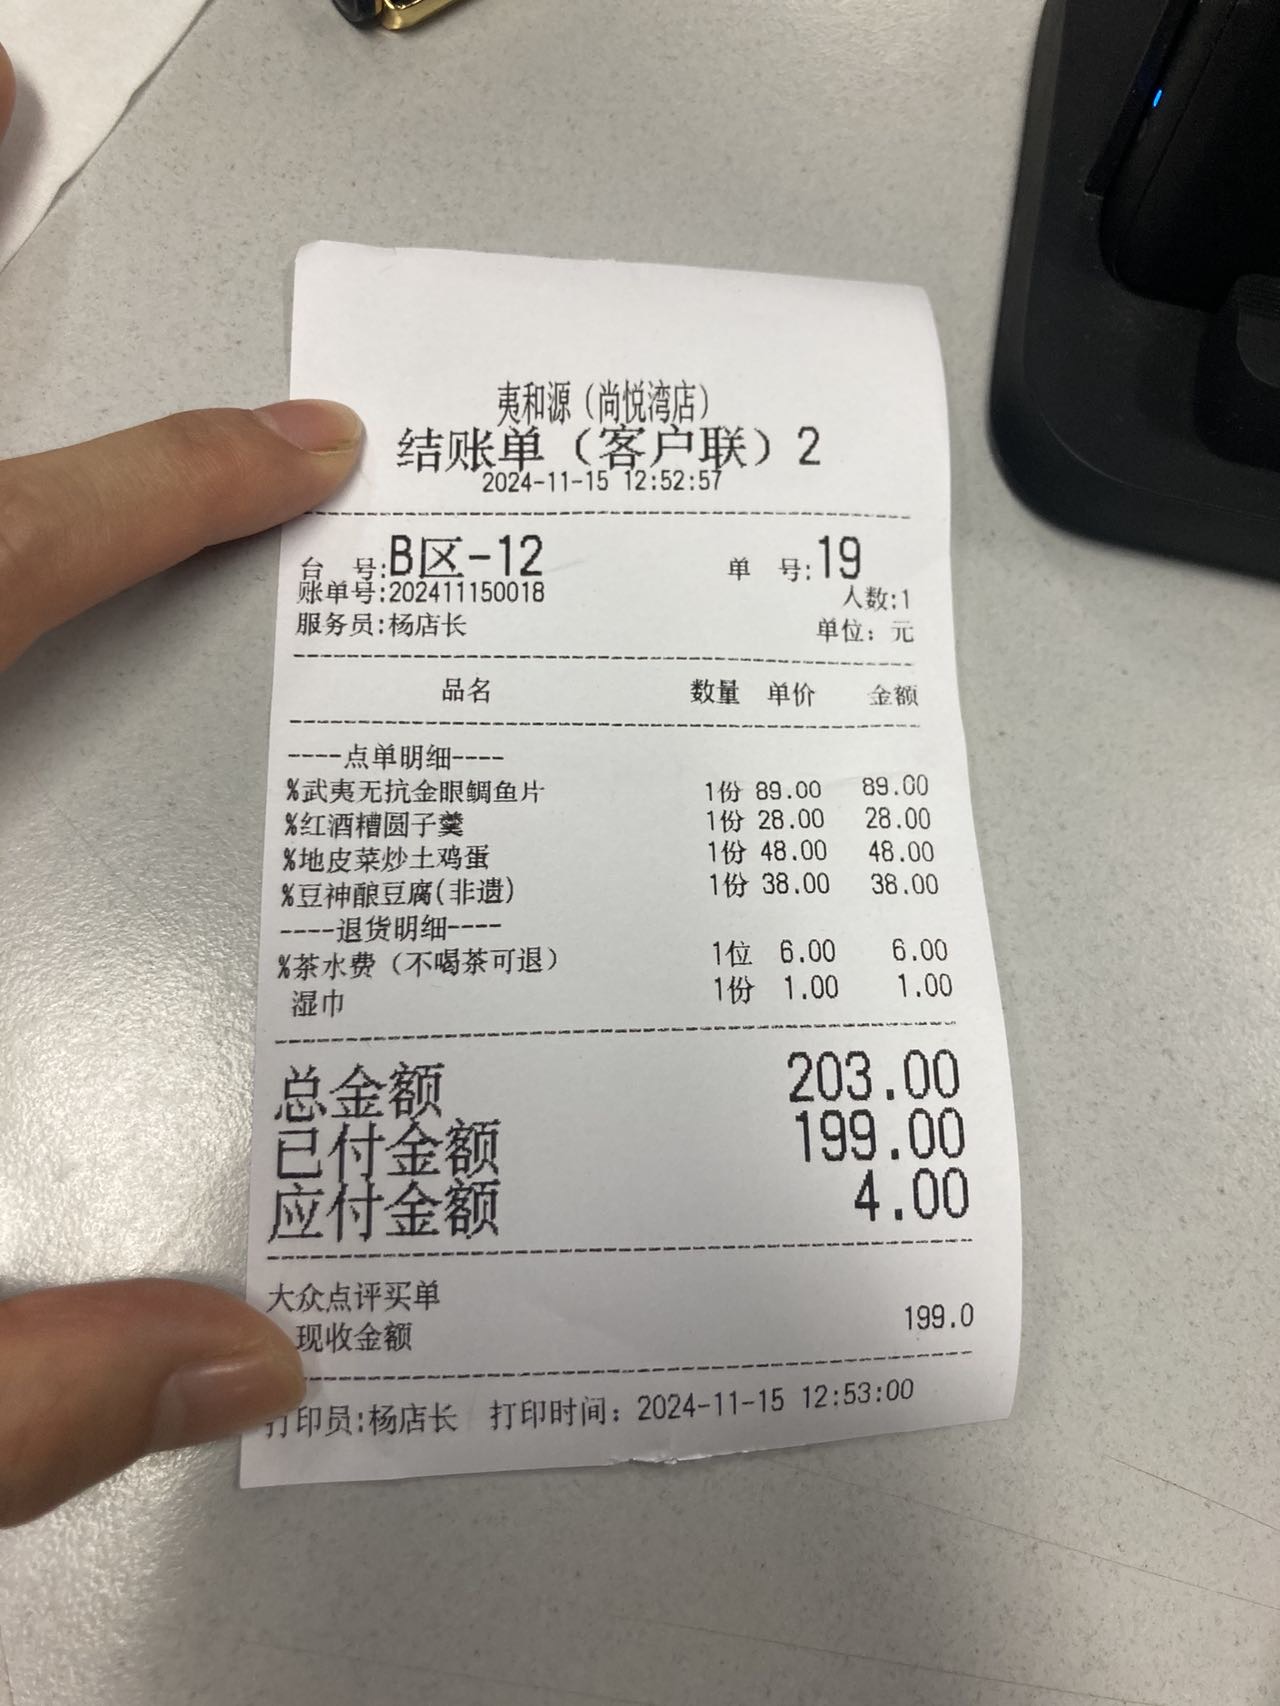 夷和源（尚悦湾店）
结账单（客户联）2
2024-11-15 12:52:57
台 号:B区-12 单 号:19
账单号:202411150018 人数:1
服务员:杨店长 单位：元
品名 数量 单价 金额
----点单明细----
%武夷无抗金眼鲷鱼片 1份 89.00 89.00
%红酒糟圆子羹 1份 28.00 28.00
%地皮菜炒土鸡蛋 1份 48.00 48.00
%豆神酿豆腐(非遗) 1份 38.00 38.00
----退货明细----
%茶水费（不喝茶可退） 1位 6.00 6.00
湿巾 1份 1.00 1.00
总金额 203.00
已付金额 199.00
应付金额 4.00
大众点评买单
现收金额 199.0
打印员:杨店长 打印时间：2024-11-15 12:53:00